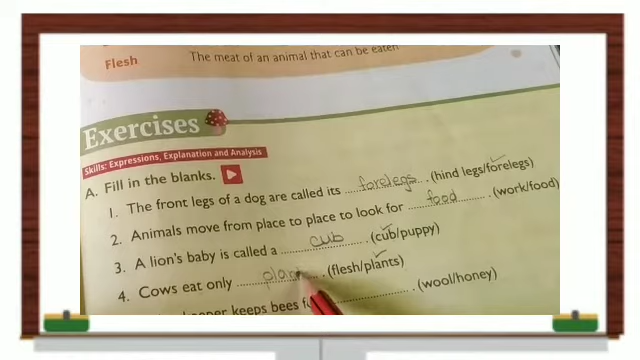 Flesh The meat of an animal that can be eaten
Exercises
Skills: Expressions, Explanation and Analysis
A. Fill in the blanks.
1. The front legs of a dog are called its forelegs. (hind legs/forelegs)
2. Animals move from place to place to look for food. (work/food)
3. A lion's baby is called a cub. (cub/puppy)
4. Cows eat only plan. (flesh/plants)
keeps bees (wool/honey)